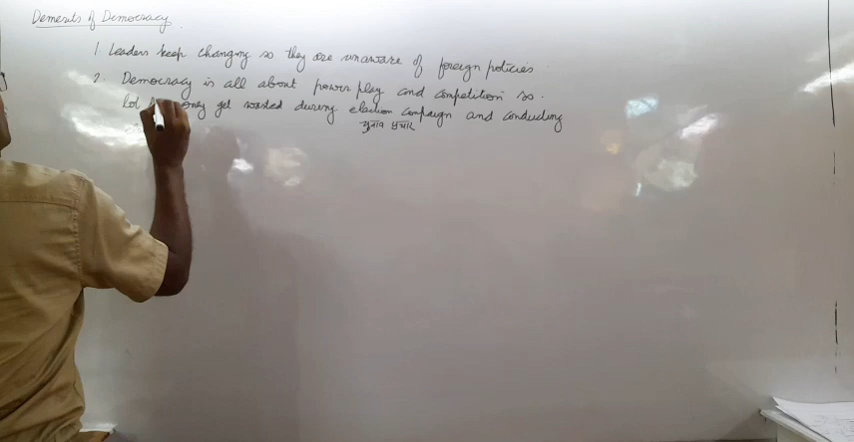 Demerits of Democracy.
1. Leaders keep changing so they are unaware of foreign policies.
2. Democracy is all about power play and competition so.
lot get wasted during election campaign and conducting
चुनाव प्रचार